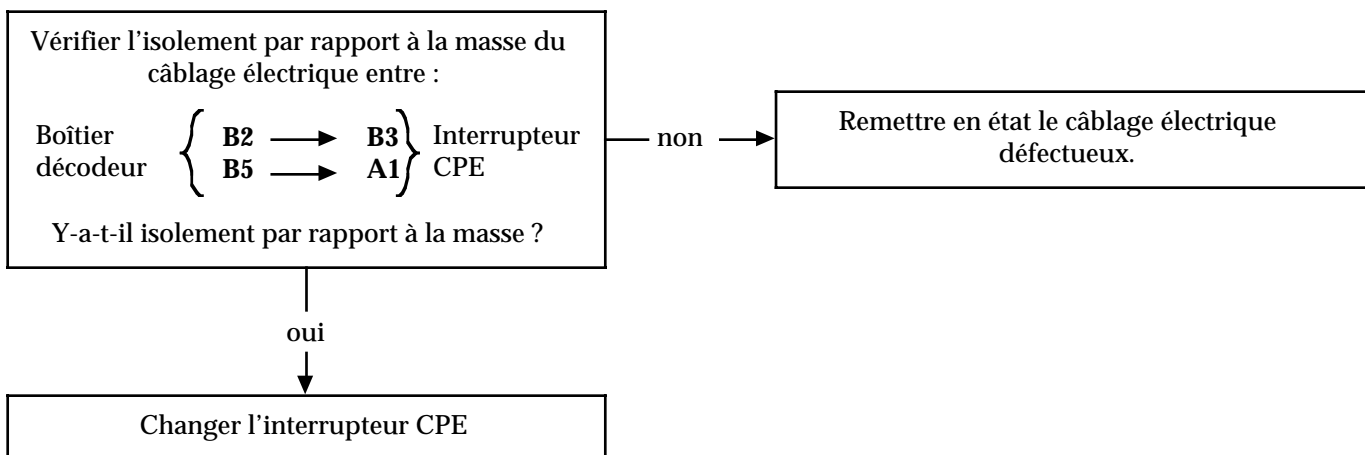 Vérifier l'isolement par rapport à la masse du
câblage électrique entre :
Boîtier B2 B3 Interrupteur
décodeur B5 A1 CPE
Y-a-t-il isolement par rapport à la masse ?
non
Remettre en état le câblage électrique
défectueux.
oui
Changer l'interrupteur CPE